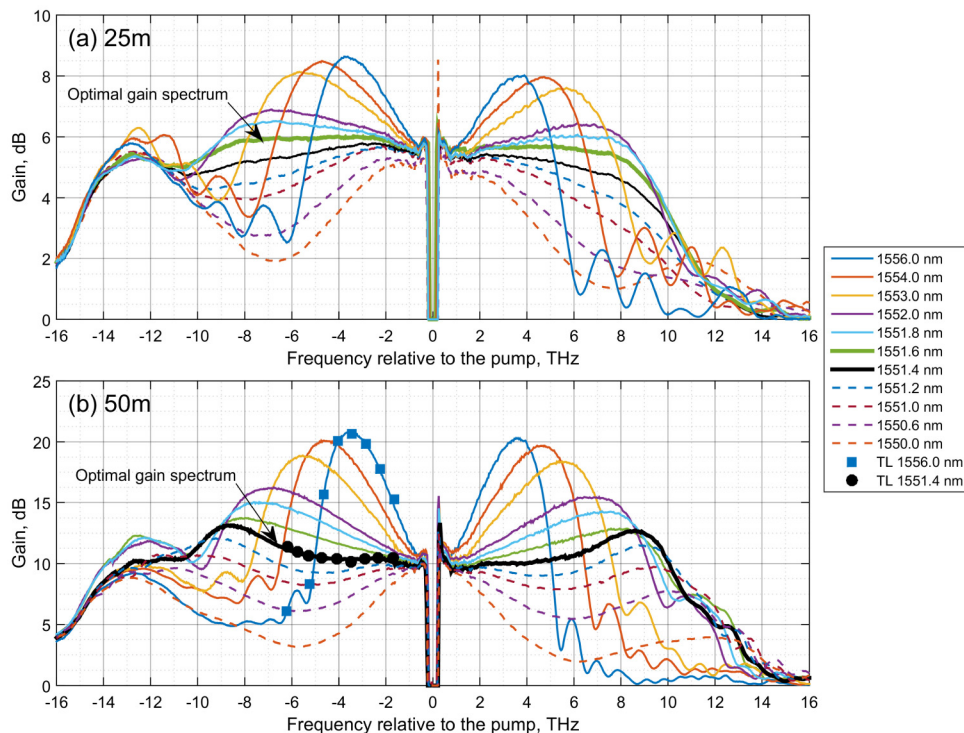 (a) 25m
Optimal gain spectrum
Gain, dB
10
8
6
4
2
0
-16 -14 -12 -10 -8 -6 -4 -2 0 2 4 6 8 10 12 14 16
Frequency relative to the pump, THz
(b) 50m
Optimal gain spectrum
Gain, dB
25
20
15
10
5
0
-16 -14 -12 -10 -8 -6 -4 -2 0 2 4 6 8 10 12 14 16
Frequency relative to the pump, THz
1556.0 nm
1554.0 nm
1553.0 nm
1552.0 nm
1551.8 nm
1551.6 nm
1551.4 nm
1551.2 nm
1551.0 nm
1550.6 nm
1550.0 nm
TL 1556.0 nm
TL 1551.4 nm